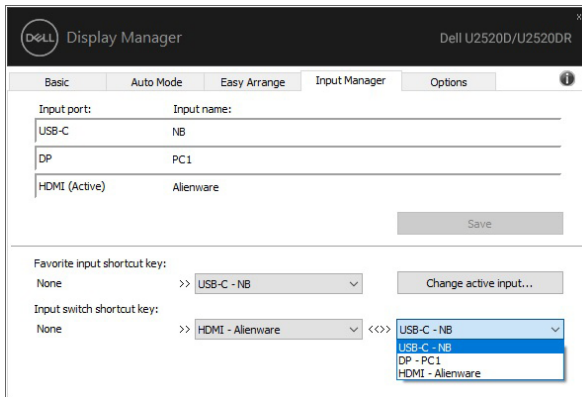 DELL Display Manager Dell U2520D/U2520DR
Basic Auto Mode Easy Arrange Input Manager Options
Input port: Input name:
USB-C NB
DP PC1
HDMI (Active) Alienware
Save
Favorite input shortcut key:
None >> USB-C - NB Change active input...
Input switch shortcut key:
None >> HDMI - Alienware <<>> USB-C - NB
USB-C - NB
DP - PC1
HDMI - Alienware